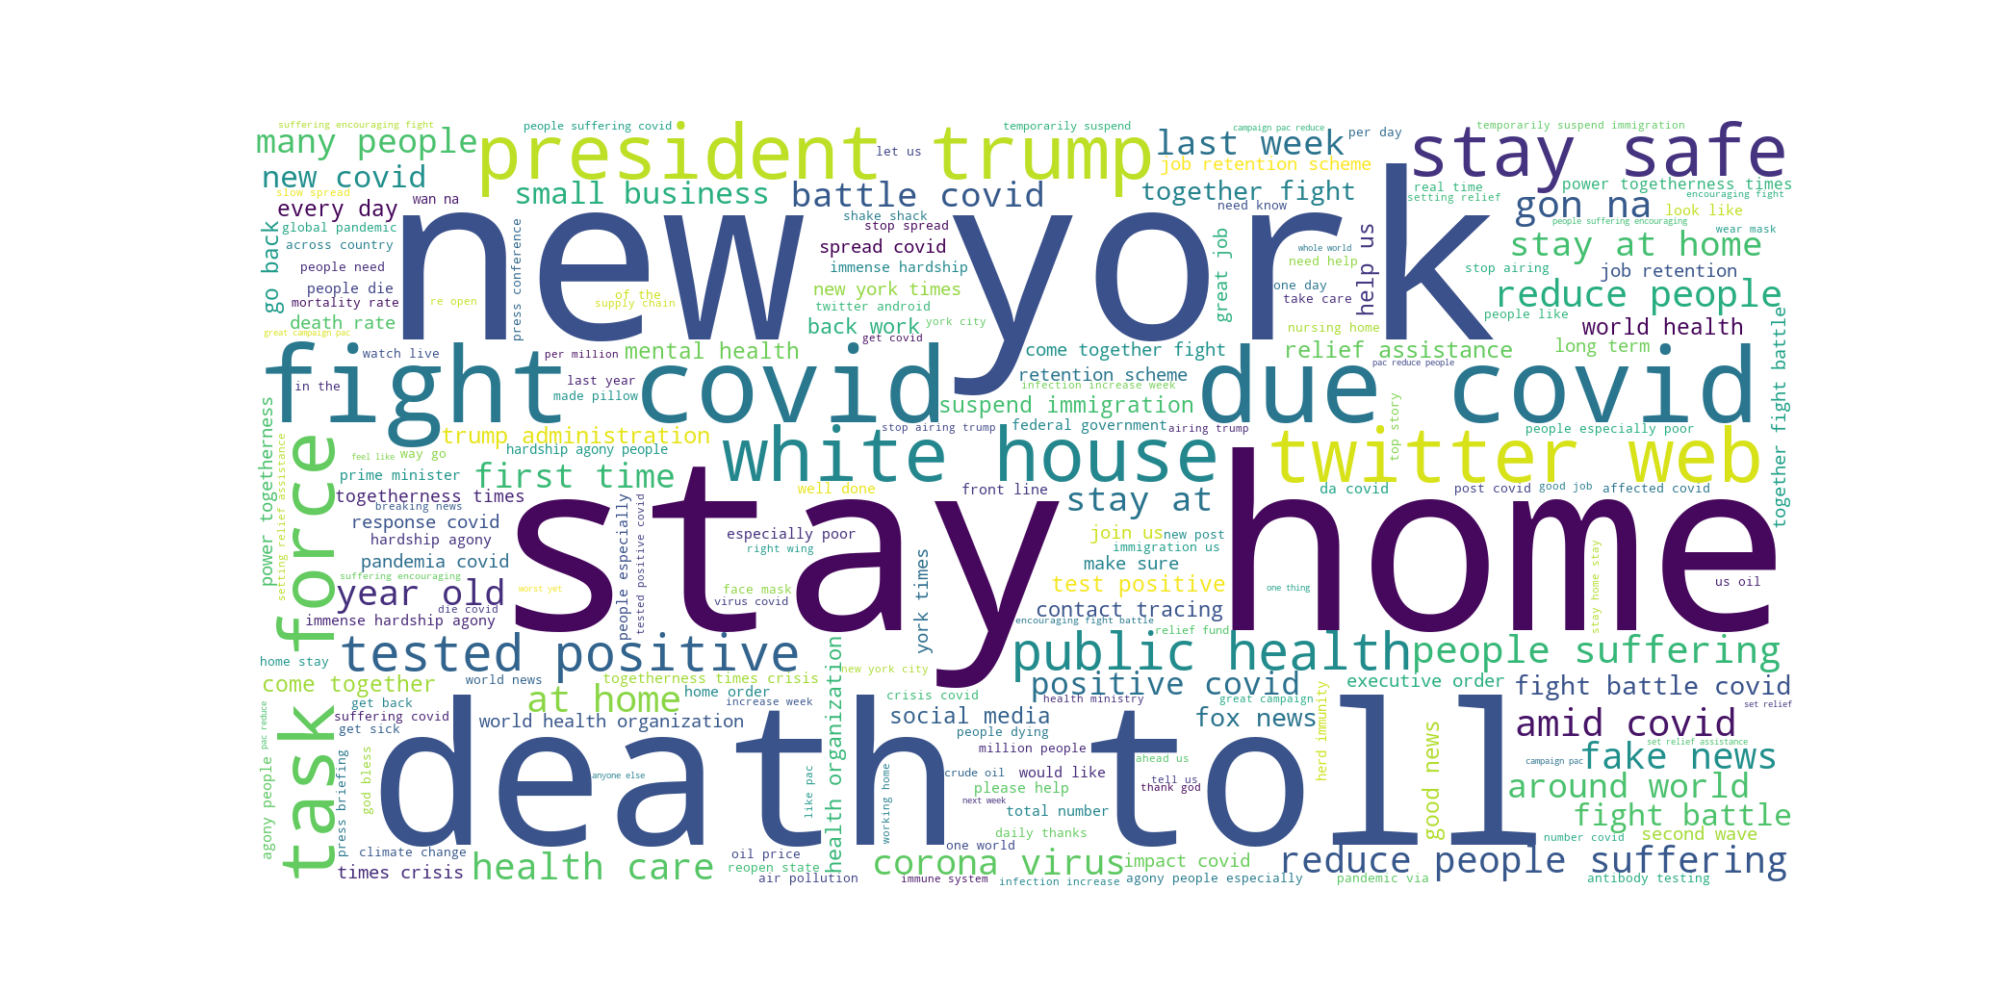 suffering encouraging fight
people suffering covid
temporarily suspend
campaign pac reduce
per day
temporarily suspend immigration
many people
president trump
let us
last week
stay safe
job retention scheme
new covid
slow spread
every day
wan na
small business
battle covid
together fight
real time
setting relief
power togetherness times
encouraging fight
gon na
look like
need know
shake shack
stop spread
global pandemic
across country
people suffering encouraging
wear mask
new york
spread covid
whole world
stay at home
go back
press conference
great job
help us
people need
immense hardship
need help
stop airing
job retention
people die
mortality rate
re open
of the
supply chain
new york times
twitter android
one day
take care
reduce people
people like
death rate
great campaign pac
back work
york city
get covid
nursing home
world health
watch live
per million
mental health
come together fight
relief assistance
long term
pac reduce people
together fight battle
fight covid
due covid
in the
last year
made pillow
retention scheme
infection increase week
suspend immigration
top story
trump administration
stop airing trump
federal government
airing trump
people especially poor
hardship agony people
white house
twitter web
feel like
way go
power togetherness
setting relief assistance
task force
prime minister
first time
well done
front line
stay at
da covid
post covid
good job
affected covid
togetherness times
breaking news
stay home
response covid
hardship agony
people especially
tested positive covid
especially poor
right wing
join us
new post
immigration us
pandemia covid
suffering encouraging
york times
make sure
stay home stay
year old
worst yet
face mask
virus covid
test positive
one thing
us oil
die covid
immense hardship agony
contact tracing
encouraging fight battle
relief fund
tested positive
public health
people suffering
home stay
new york city
health organization
come together
world news
togetherness times crisis
positive covid
executive order
fight battle covid
at home
home order
increase week
crisis covid
health ministry
great campaign
set relief
get back
suffering covid
get sick
world health organization
social media
people dying
fox news
herd immunity
amid covid
agony people pac reduce
death toll
million people
ahead us
good news
set relief assistance
fake news
campaign pac
press briefing
god bless
anyone else
like pac
working home
crude oil
would like
tell us
thank god
please help
around world
next week
total number
fight battle
daily thanks
number covid
second wave
climate change
oil price
one world
times crisis
health care
reopen state
air pollution
corona virus
impact covid
reduce people suffering
immune system
infection increase
agony people especially
pandemic via
antibody testing